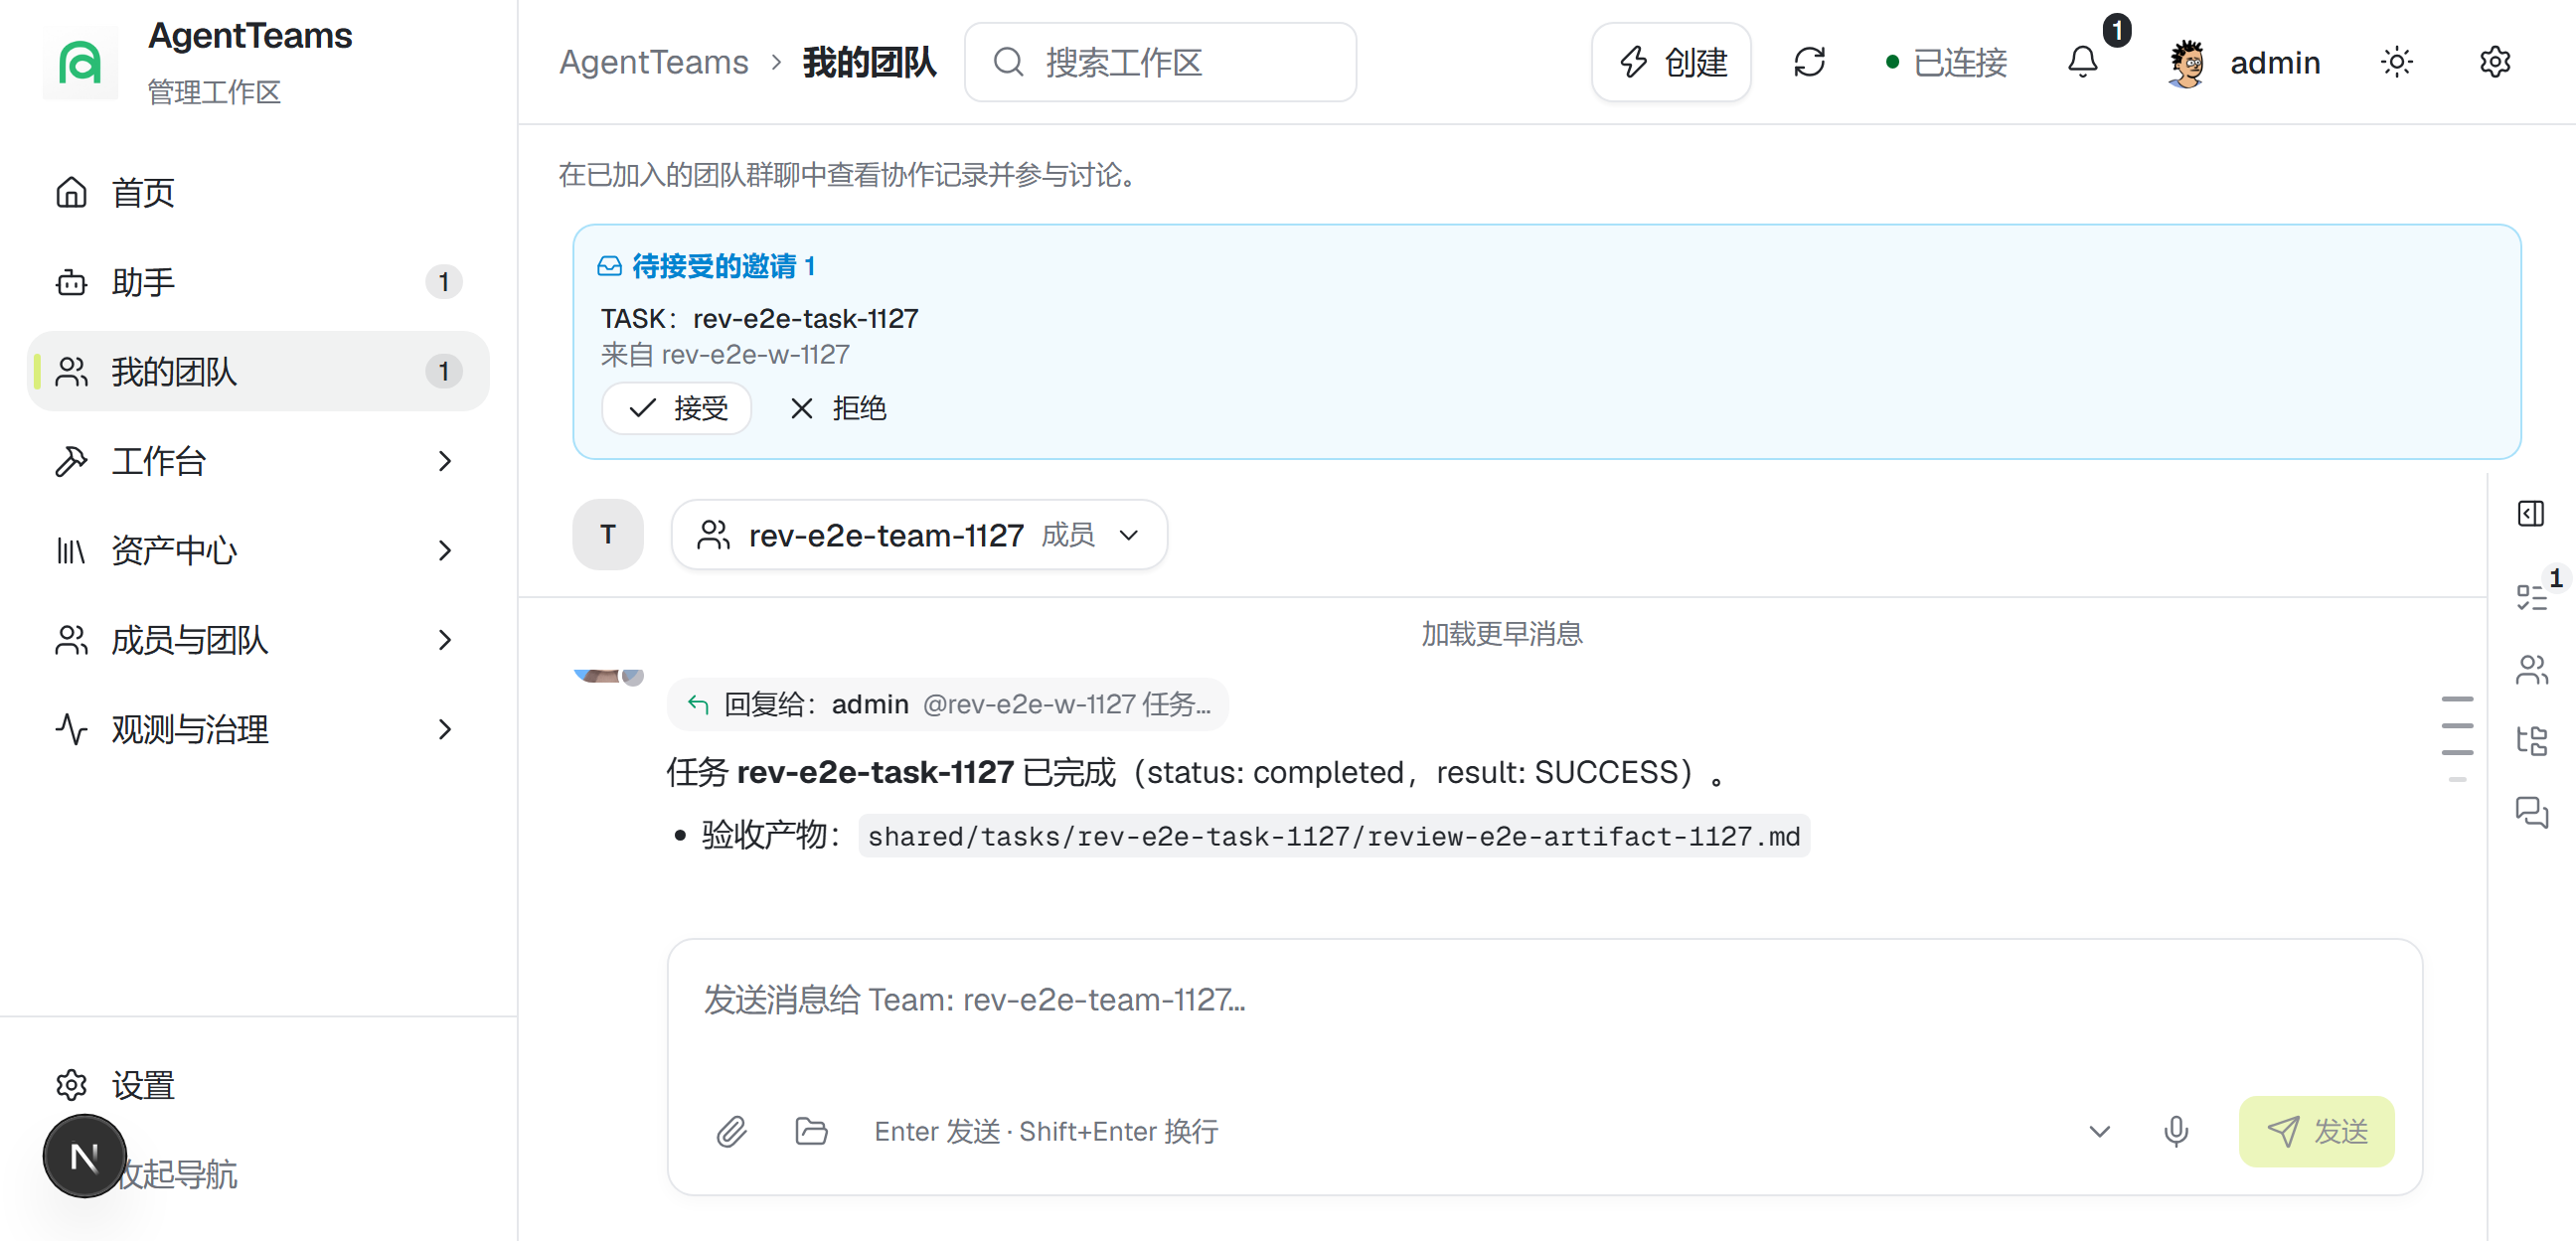 AgentTeams
管理工作区
首页
助手 1
我的团队 1
工作台
资产中心
成员与团队
观测与治理
设置
收起导航
N
AgentTeams > 我的团队
搜索工作区
创建
已连接
1
admin
在已加入的团队群聊中查看协作记录并参与讨论。
待接受的邀请 1
TASK：rev-e2e-task-1127
来自 rev-e2e-w-1127
接受
拒绝
T
rev-e2e-team-1127 成员
1
加载更早消息
回复给：admin @rev-e2e-w-1127 任务...
任务 rev-e2e-task-1127 已完成（status: completed，result: SUCCESS）。
• 验收产物：shared/tasks/rev-e2e-task-1127/review-e2e-artifact-1127.md
发送消息给 Team: rev-e2e-team-1127...
Enter 发送 · Shift+Enter 换行
发送